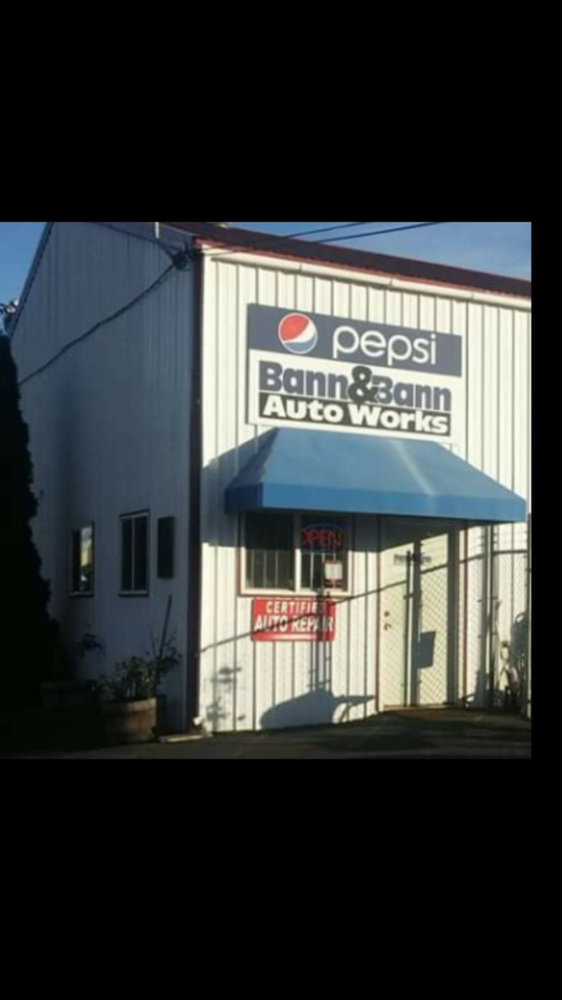 pepsi
Bann&Bann
Auto Works
OPEN
CERTIFIED
AUTO REPAIR